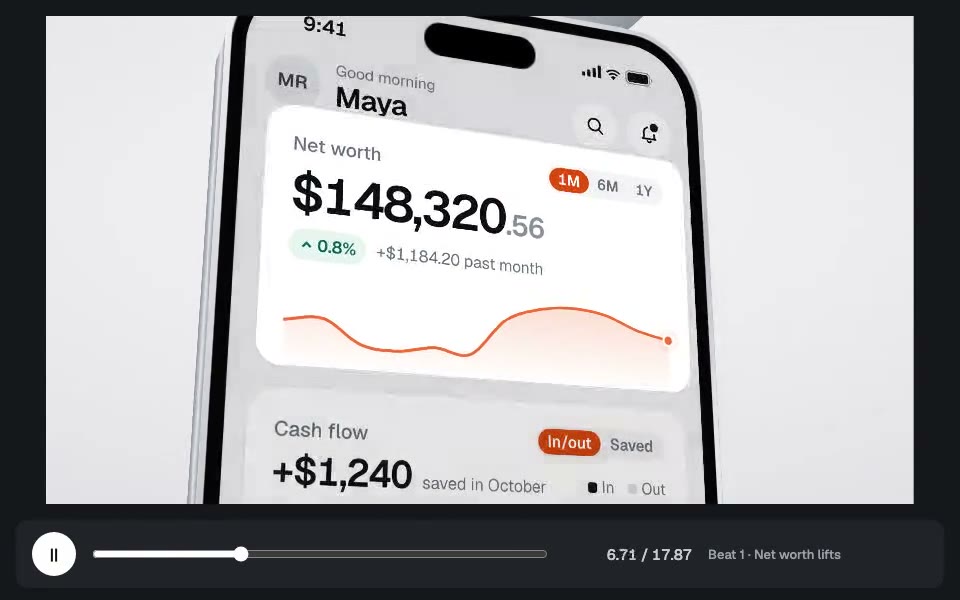 9:41
MR
Good morning
Maya
Net worth
1M 6M 1Y
$148,320.56
0.8% +$1,184.20 past month
Cash flow
In/out Saved
+$1,240 saved in October
In Out
6.71 / 17.87 Beat 1 · Net worth lifts